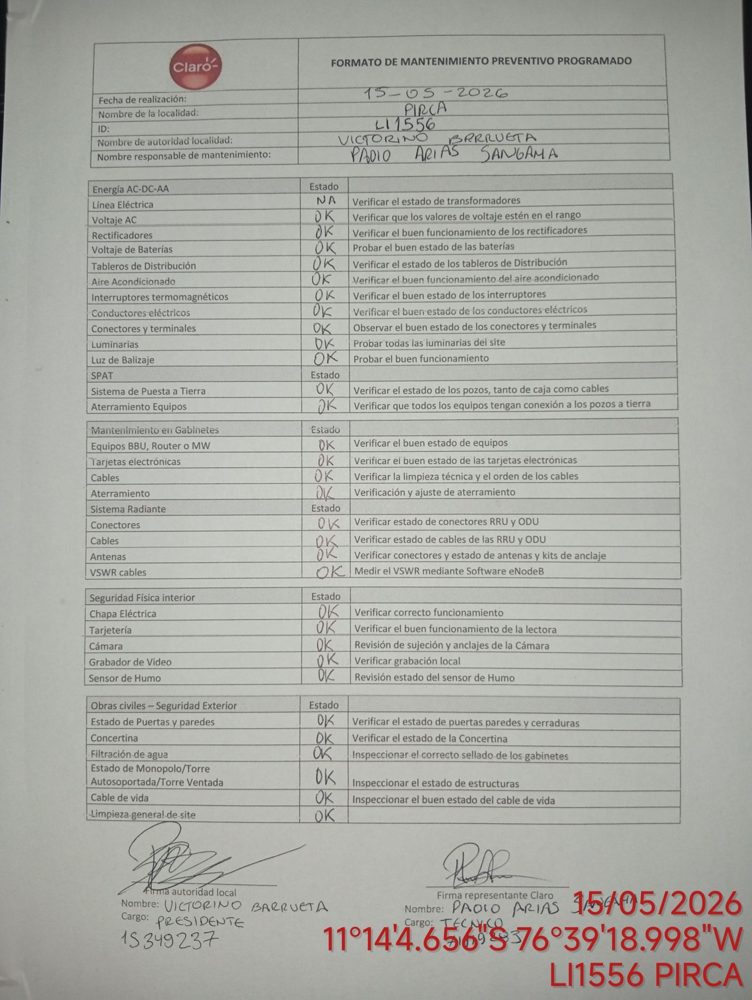 Claro
FORMATO DE MANTENIMIENTO PREVENTIVO PROGRAMADO
Fecha de realización: 15-05-2026
Nombre de la localidad: PIRCA
ID: LI1556
Nombre de autoridad localidad: VICTORINO BARRUETA
Nombre responsable de mantenimiento: PAOLO ARIAS SANGAMA
Energía AC-DC-AA Estado
Línea Eléctrica NA Verificar el estado de transformadores
Voltaje AC OK Verificar que los valores de voltaje estén en el rango
Rectificadores OK Verificar el buen funcionamiento de los rectificadores
Voltaje de Baterías OK Probar el buen estado de las baterías
Tableros de Distribución OK Verificar el estado de los tableros de Distribución
Aire Acondicionado OK Verificar el buen funcionamiento del aire acondicionado
Interruptores termomagnéticos OK Verificar el buen estado de los interruptores
Conductores eléctricos OK Verificar el buen estado de los conductores eléctricos
Conectores y terminales OK Observar el buen estado de los conectores y terminales
Luminarias OK Probar todas las luminarias del site
Luz de Balizaje OK Probar el buen funcionamiento
SPAT Estado
Sistema de Puesta a Tierra OK Verificar el estado de los pozos, tanto de caja como cables
Aterramiento Equipos OK Verificar que todos los equipos tengan conexión a los pozos a tierra
Mantenimiento en Gabinetes Estado
Equipos BBU, Router o MW OK Verificar el buen estado de equipos
Tarjetas electrónicas OK Verificar el buen estado de las tarjetas electrónicas
Cables OK Verificar la limpieza técnica y el orden de los cables
Aterramiento OK Verificación y ajuste de aterramiento
Sistema Radiante Estado
Conectores OK Verificar estado de conectores RRU y ODU
Cables OK Verificar estado de cables de las RRU y ODU
Antenas OK Verificar conectores y estado de antenas y kits de anclaje
VSWR cables OK Medir el VSWR mediante Software eNodeB
Seguridad Física interior Estado
Chapa Eléctrica OK Verificar correcto funcionamiento
Tarjetería OK Verificar el buen funcionamiento de la lectora
Cámara OK Revisión de sujeción y anclajes de la Cámara
Grabador de Video OK Verificar grabación local
Sensor de Humo OK Revisión estado del sensor de Humo
Obras civiles – Seguridad Exterior Estado
Estado de Puertas y paredes OK Verificar el estado de puertas paredes y cerraduras
Concertina OK Verificar el estado de la Concertina
Filtración de agua OK Inspeccionar el correcto sellado de los gabinetes
Estado de Monopolo/Torre
Autosoportada/Torre Ventada OK Inspeccionar el estado de estructuras
Cable de vida OK Inspeccionar el buen estado del cable de vida
Limpieza general de site OK
Firma autoridad local
Nombre: VICTORINO BARRUETA
Cargo: PRESIDENTE
15349237
Firma representante Claro
Nombre: PAOLO ARIAS SANGAMA
Cargo: TECNICO
15/05/2026
11°14'4.656"S 76°39'18.998"W
LI1556 PIRCA